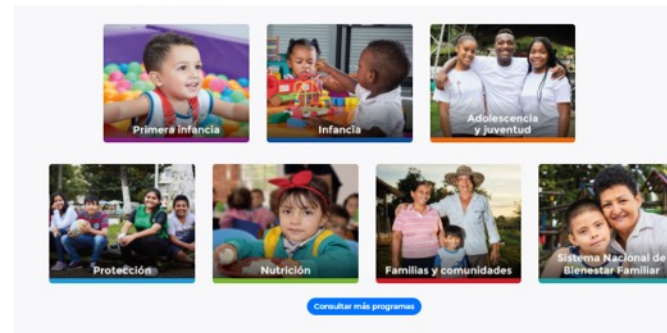 Primera infancia
Infancia
Adolescencia
y juventud
Protección
Nutrición
Familias y comunidades
Sistema Nacional de
Bienestar Familiar
Consultar más programas